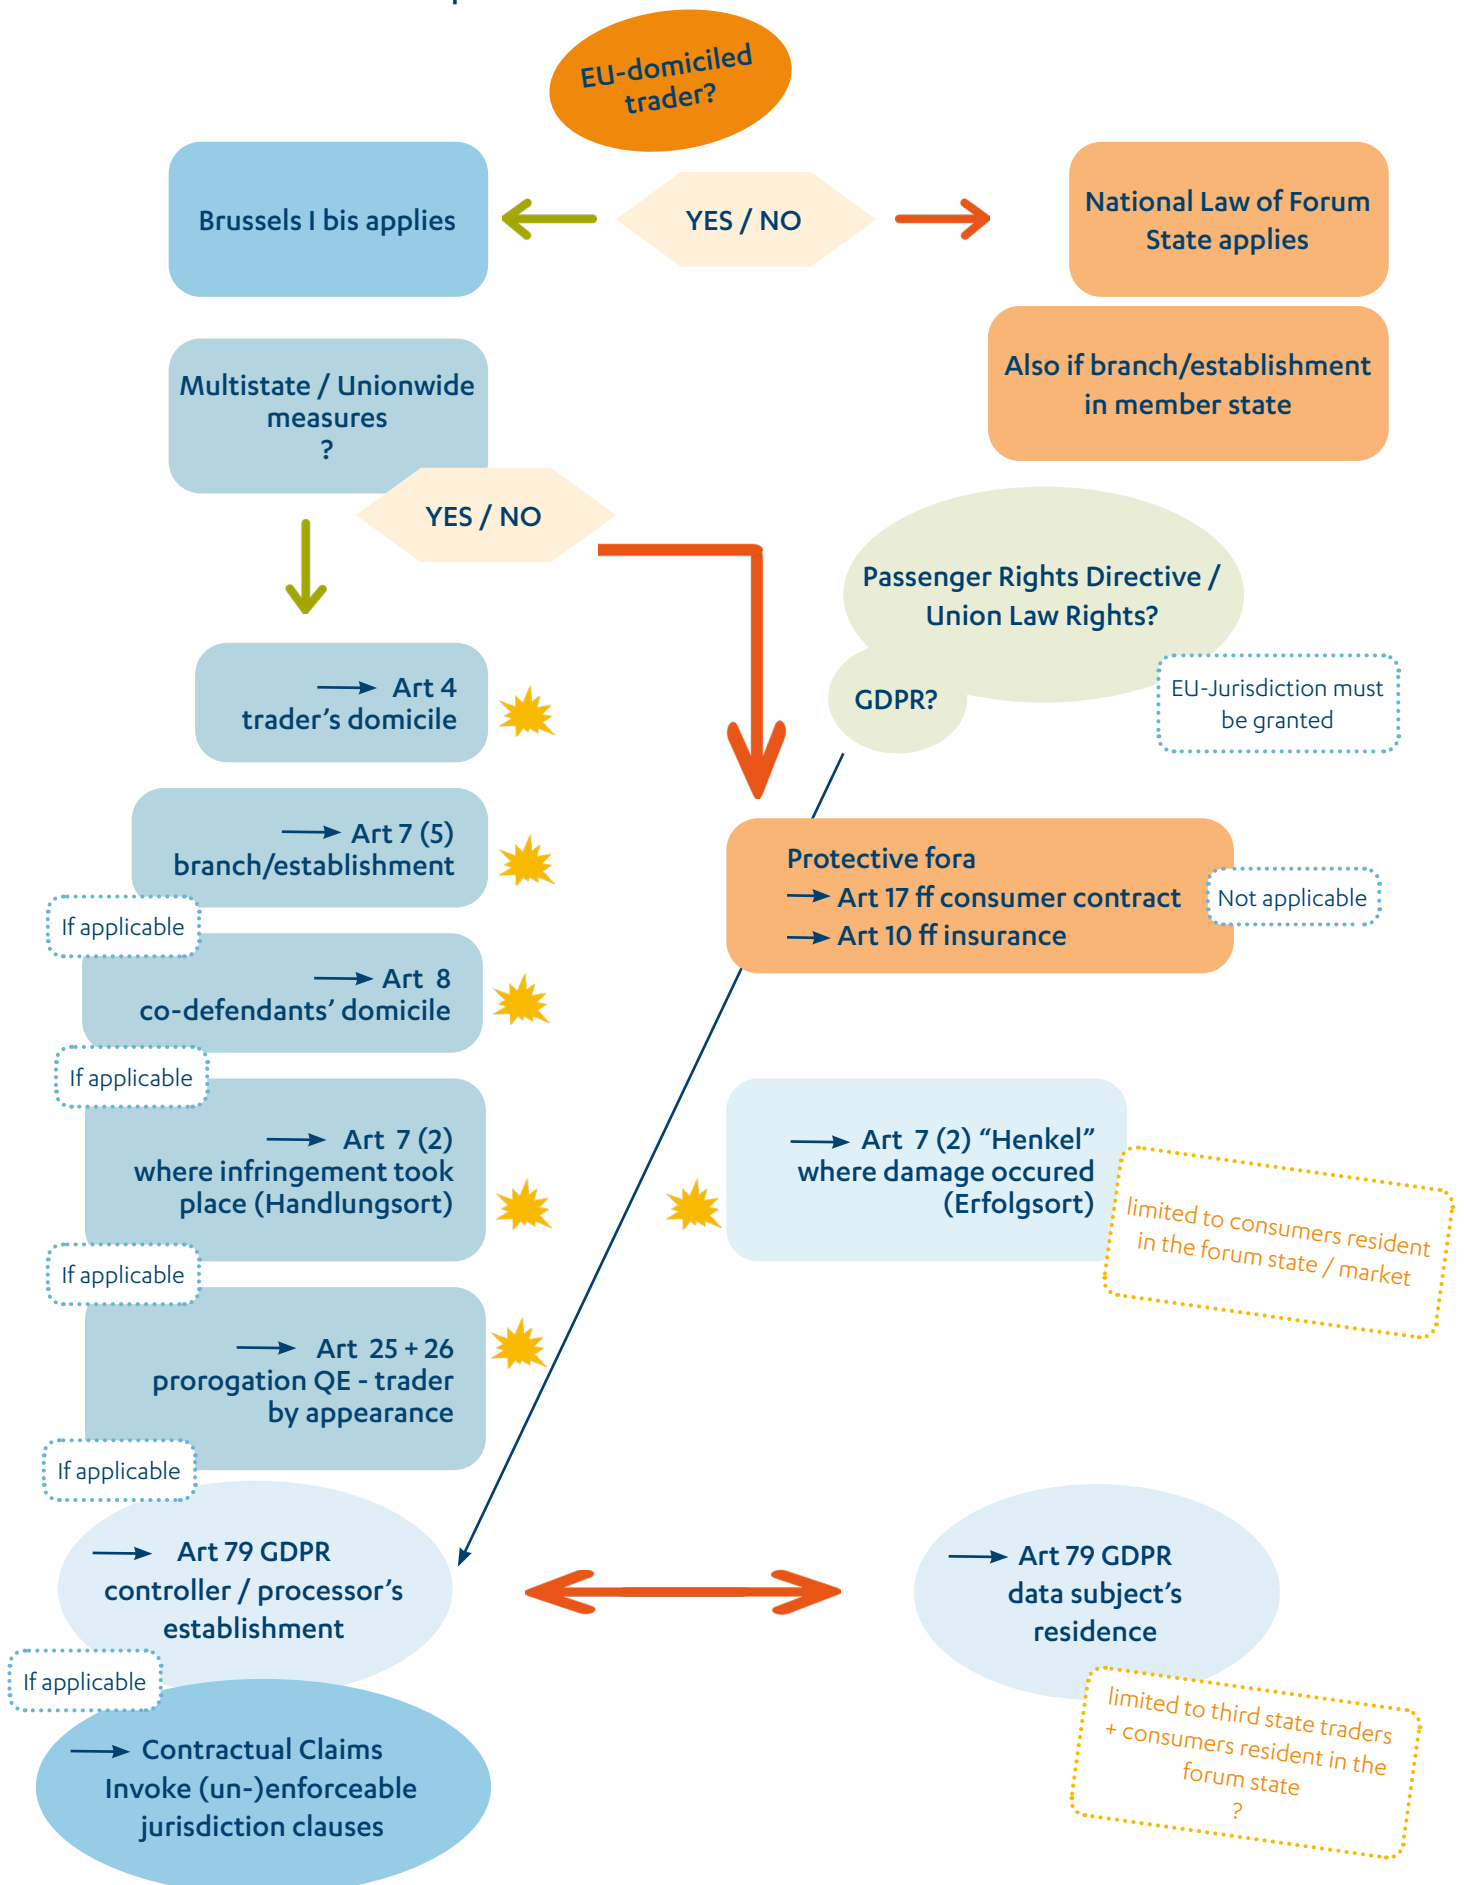 EU-domiciled
trader?
Brussels I bis applies
YES / NO
National Law of Forum
State applies
Also if branch/establishment
in member state
Multistate / Unionwide
measures
?
YES / NO
Passenger Rights Directive /
Union Law Rights?
GDPR?
EU-Jurisdiction must
be granted
Art 4
trader’s domicile
Art 7 (5)
branch/establishment
If applicable
Protective fora
Art 17 ff consumer contract
Art 10 ff insurance
Not applicable
Art 8
co-defendants’ domicile
If applicable
Art 7 (2)
where infringement took
place (Handlungsort)
If applicable
Art 7 (2) “Henkel”
where damage occured
(Erfolgsort)
limited to consumers resident
in the forum state / market
Art 25 + 26
prorogation QE - trader
by appearance
If applicable
Art 79 GDPR
controller / processor’s
establishment
If applicable
Art 79 GDPR
data subject’s
residence
limited to third state traders
+ consumers resident in the
forum state
?
Contractual Claims
Invoke (un-)enforceable
jurisdiction clauses